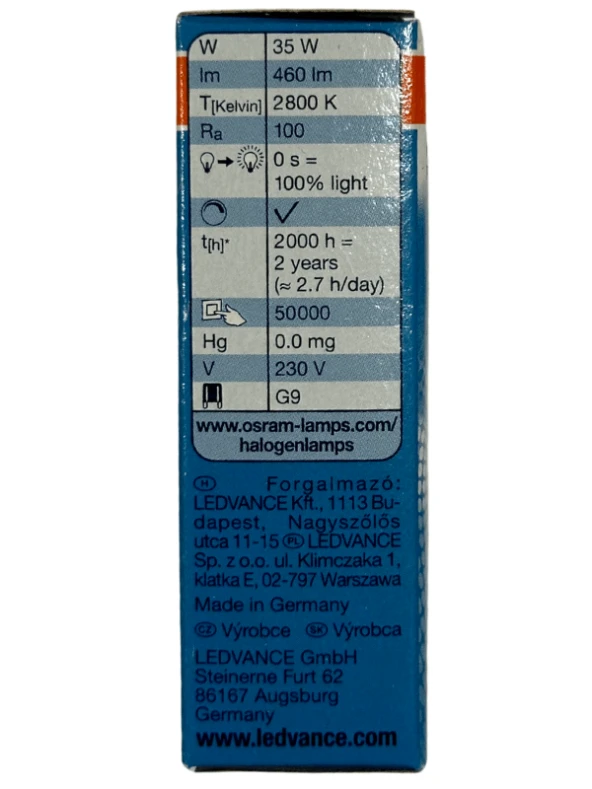 W 35 W
lm 460 lm
T[Kelvin] 2800 K
Ra 100
0 s =
100% light
t[h]* 2000 h =
2 years
(≈ 2.7 h/day)
50000
Hg 0.0 mg
V 230 V
G9
www.osram-lamps.com/
halogenlamps
H Forgalmazó:
LEDVANCE Kft., 1113 Bu-
dapest, Nagyszőlős
utca 11-15 PL LEDVANCE
Sp. z o.o. ul. Klimczaka 1,
klatka E, 02-797 Warszawa
Made in Germany
CZ Výrobce SK Výrobca
LEDVANCE GmbH
Steinerne Furt 62
86167 Augsburg
Germany
www.ledvance.com